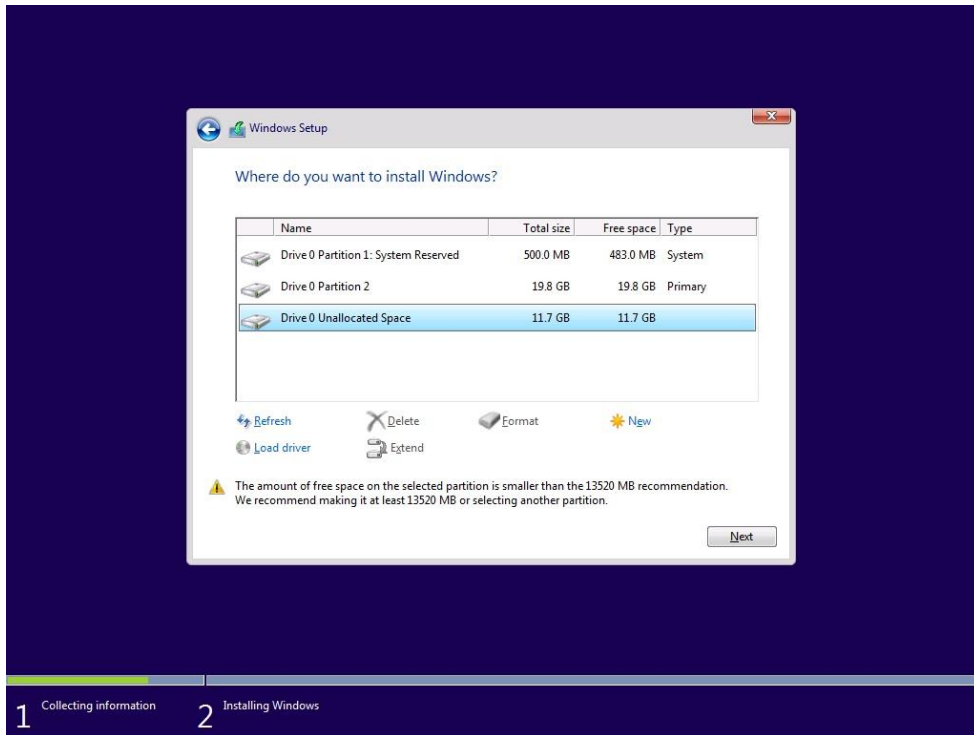 Windows Setup
Where do you want to install Windows?
Name Total size Free space Type
Drive 0 Partition 1: System Reserved 500.0 MB 483.0 MB System
Drive 0 Partition 2 19.8 GB 19.8 GB Primary
Drive 0 Unallocated Space 11.7 GB 11.7 GB
Refresh Delete Format New
Load driver Extend
The amount of free space on the selected partition is smaller than the 13520 MB recommendation.
We recommend making it at least 13520 MB or selecting another partition.
Next
1 Collecting information 2 Installing Windows